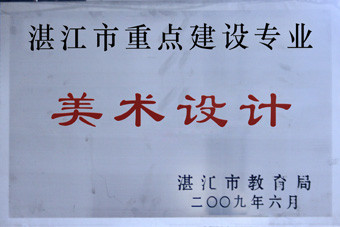 湛江市重点建设专业
美术设计
湛江市教育局
二〇〇九年六月